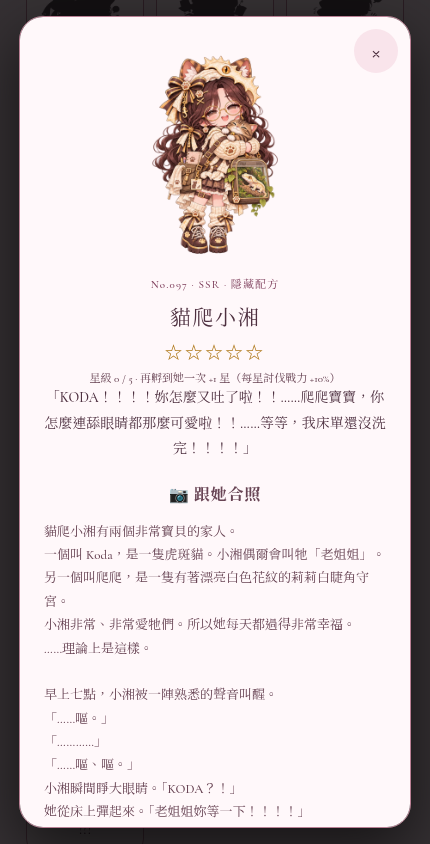 ×
No.097 · SSR · 隱藏配方
貓爬小湘
☆☆☆☆☆
星級 0 / 5 · 再孵到她一次 +1 星（每星討伐戰力 +10%）
「KODA！！！！妳怎麼又吐了啦！！……爬爬寶寶，你
怎麼連舔眼睛都那麼可愛啦！！……等等，我床單還沒洗
完！！！！」
📷 跟她合照
貓爬小湘有兩個非常寶貝的家人。
一個叫 Koda，是一隻虎斑貓。小湘偶爾會叫牠「老姐姐」。
另一個叫爬爬，是一隻有著漂亮白色花紋的莉莉白睫角守
宮。
小湘非常、非常愛牠們。所以她每天都過得非常幸福。
……理論上是這樣。
早上七點，小湘被一陣熟悉的聲音叫醒。
「……嘔。」
「…………」
「……嘔、嘔。」
小湘瞬間睜大眼睛。「KODA？！」
她從床上彈起來。「老姐姐妳等一下！！！！」